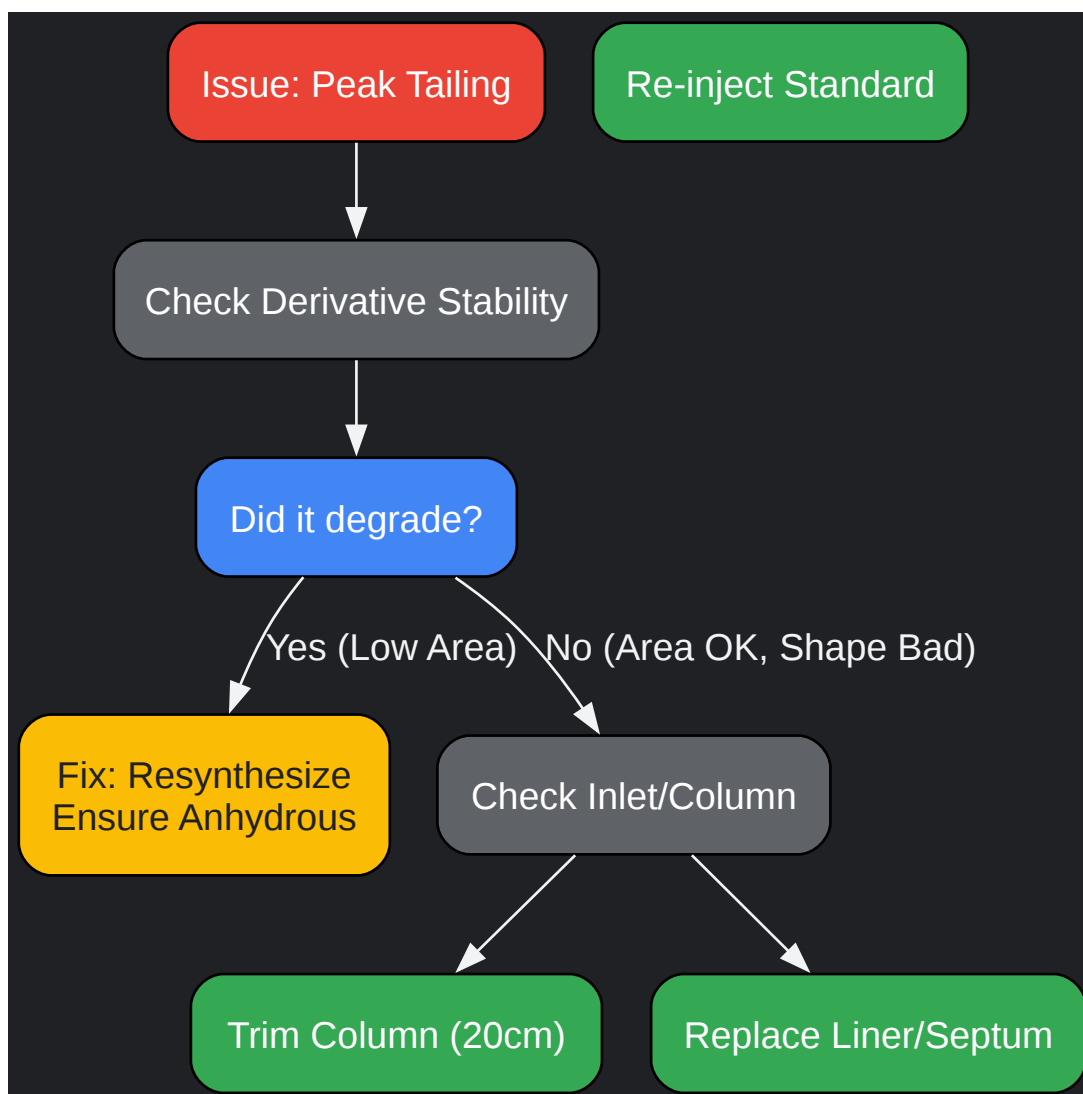 Issue: Peak Tailing
Re-inject Standard
Check Derivative Stability
Did it degrade?
Yes (Low Area)
No (Area OK, Shape Bad)
Fix: Resynthesize
Ensure Anhydrous
Check Inlet/Column
Trim Column (20cm)
Replace Liner/Septum